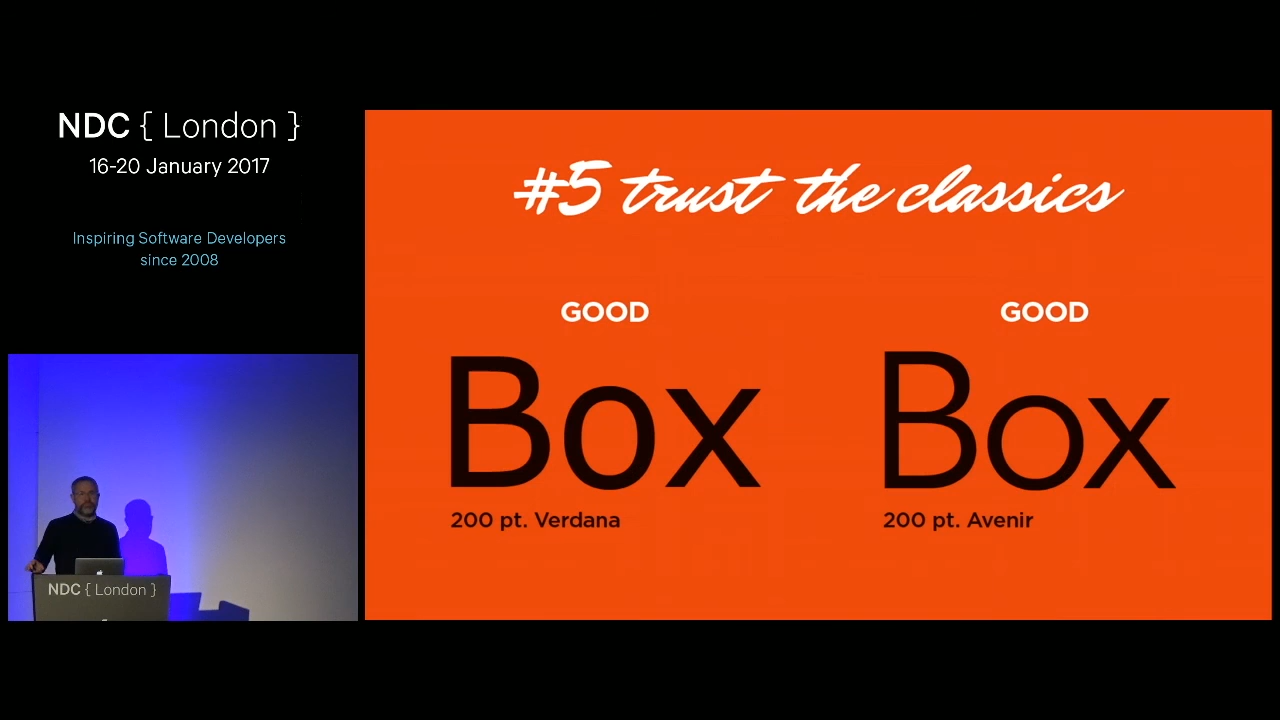 NDC { London }
16-20 January 2017
Inspiring Software Developers
since 2008
NDC { London }
#5 trust the classics
GOOD
Box
200 pt. Verdana
GOOD
Box
200 pt. Avenir